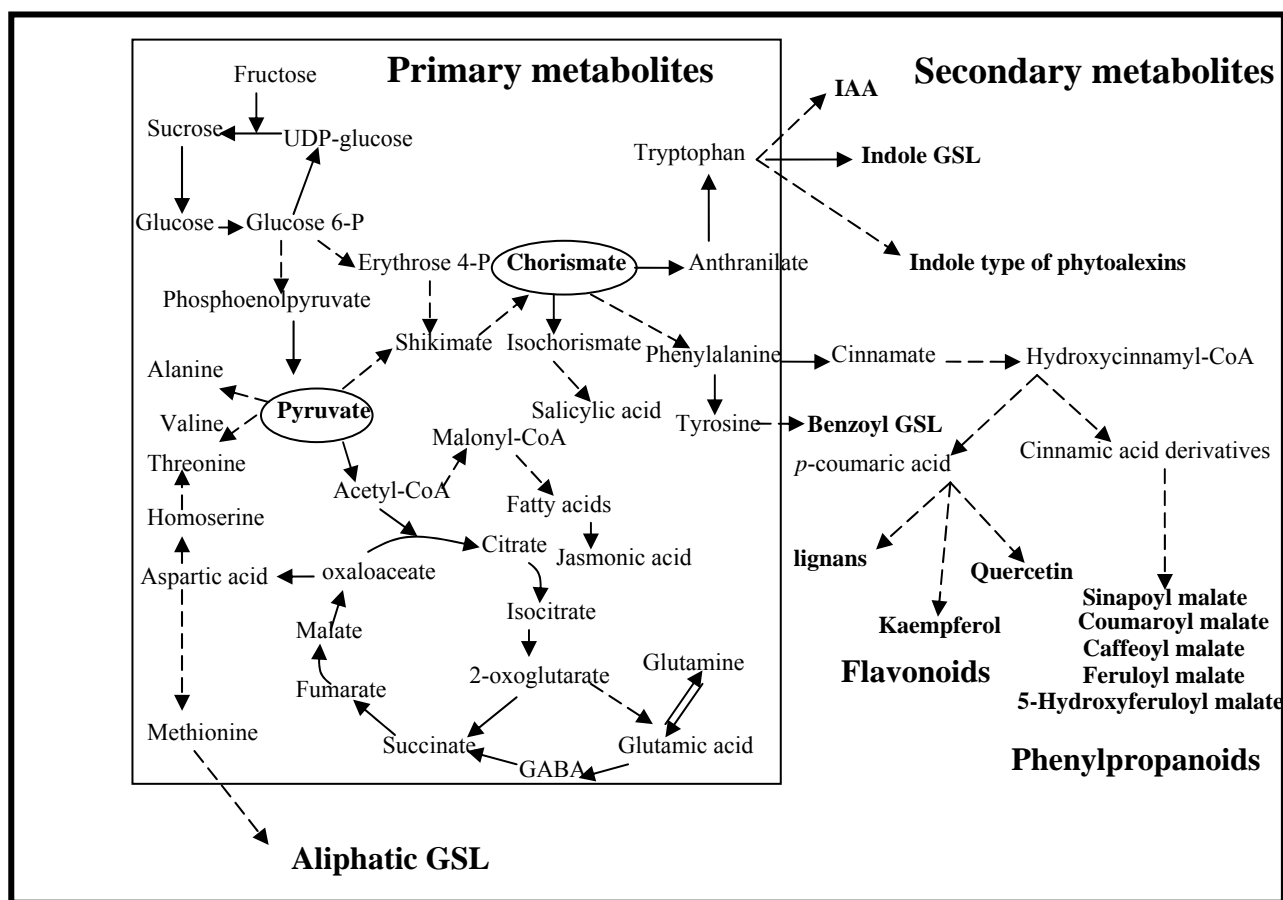 Primary metabolites
Secondary metabolites
Fructose
IAA
Sucrose
UDP-glucose
Tryptophan
Indole GSL
Glucose
Glucose 6-P
Erythrose 4-P
Chorismate
Anthranilate
Indole type of phytoalexins
Phosphoenolpyruvate
Shikimate
Isochorismate
Phenylalanine
Cinnamate
Hydroxycinnamyl-CoA
Alanine
Pyruvate
Salicylic acid
Valine
Tyrosine
Benzoyl GSL
Malonyl-CoA
Threonine
p-coumaric acid
Cinnamic acid derivatives
Acetyl-CoA
Fatty acids
Homoserine
Citrate
Jasmonic acid
lignans
Quercetin
Aspartic acid
oxaloaceate
Isocitrate
Sinapoyl malate
Malate
Kaempferol
Coumaroyl malate
Caffeoyl malate
Glutamine
2-oxoglutarate
Flavonoids
Feruloyl malate
Fumarate
5-Hydroxyferuloyl malate
Methionine
Succinate
Glutamic acid
GABA
Phenylpropanoids
Aliphatic GSL